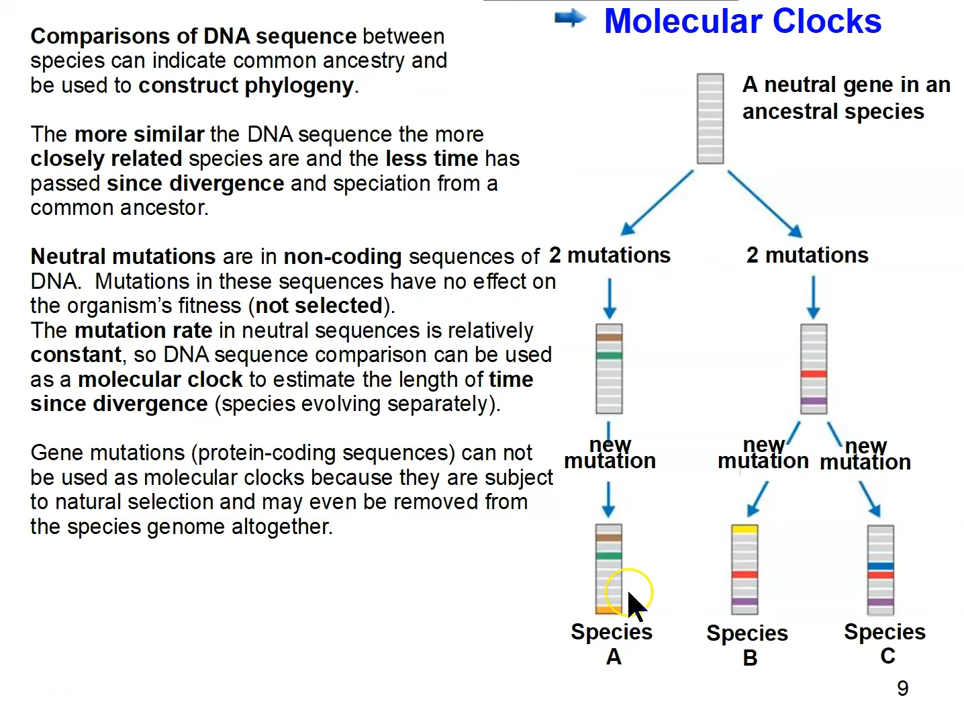 Molecular Clocks
Comparisons of DNA sequence between
species can indicate common ancestry and
be used to construct phylogeny.
The more similar the DNA sequence the more
closely related species are and the less time has
passed since divergence and speciation from a
common ancestor.
Neutral mutations are in non-coding sequences of
DNA.  Mutations in these sequences have no effect on
the organism's fitness (not selected).
The mutation rate in neutral sequences is relatively
constant, so DNA sequence comparison can be used
as a molecular clock to estimate the length of time
since divergence (species evolving separately).
Gene mutations (protein-coding sequences) can not
be used as molecular clocks because they are subject
to natural selection and may even be removed from
the species genome altogether.
A neutral gene in an
ancestral species
2 mutations
2 mutations
new
mutation
new
mutation
new
mutation
Species
A
Species
B
Species
C
9